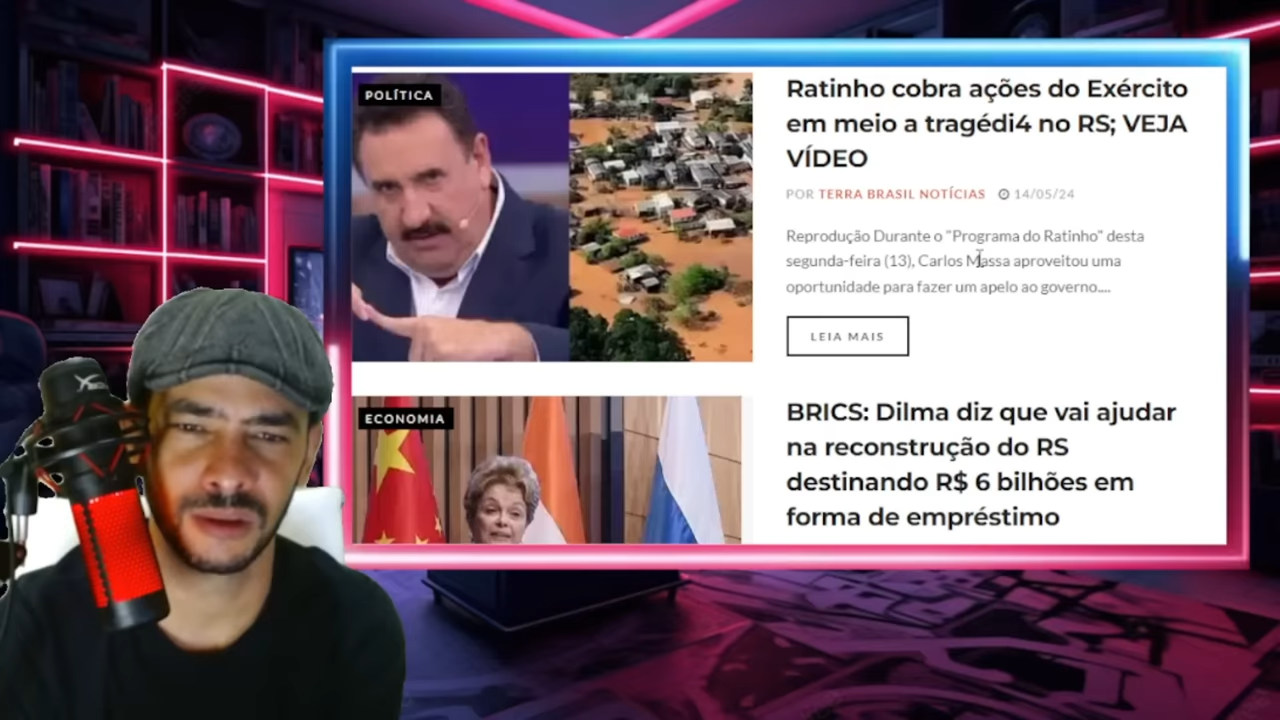 POLÍTICA
Ratinho cobra ações do Exército
em meio a tragédi4 no RS; VEJA
VÍDEO
POR TERRA BRASIL NOTÍCIAS 14/05/24
Reprodução Durante o "Programa do Ratinho" desta
segunda-feira (13), Carlos Massa aproveitou uma
oportunidade para fazer um apelo ao governo....
LEIA MAIS
ECONOMIA
BRICS: Dilma diz que vai ajudar
na reconstrução do RS
destinando R$ 6 bilhões em
forma de empréstimo